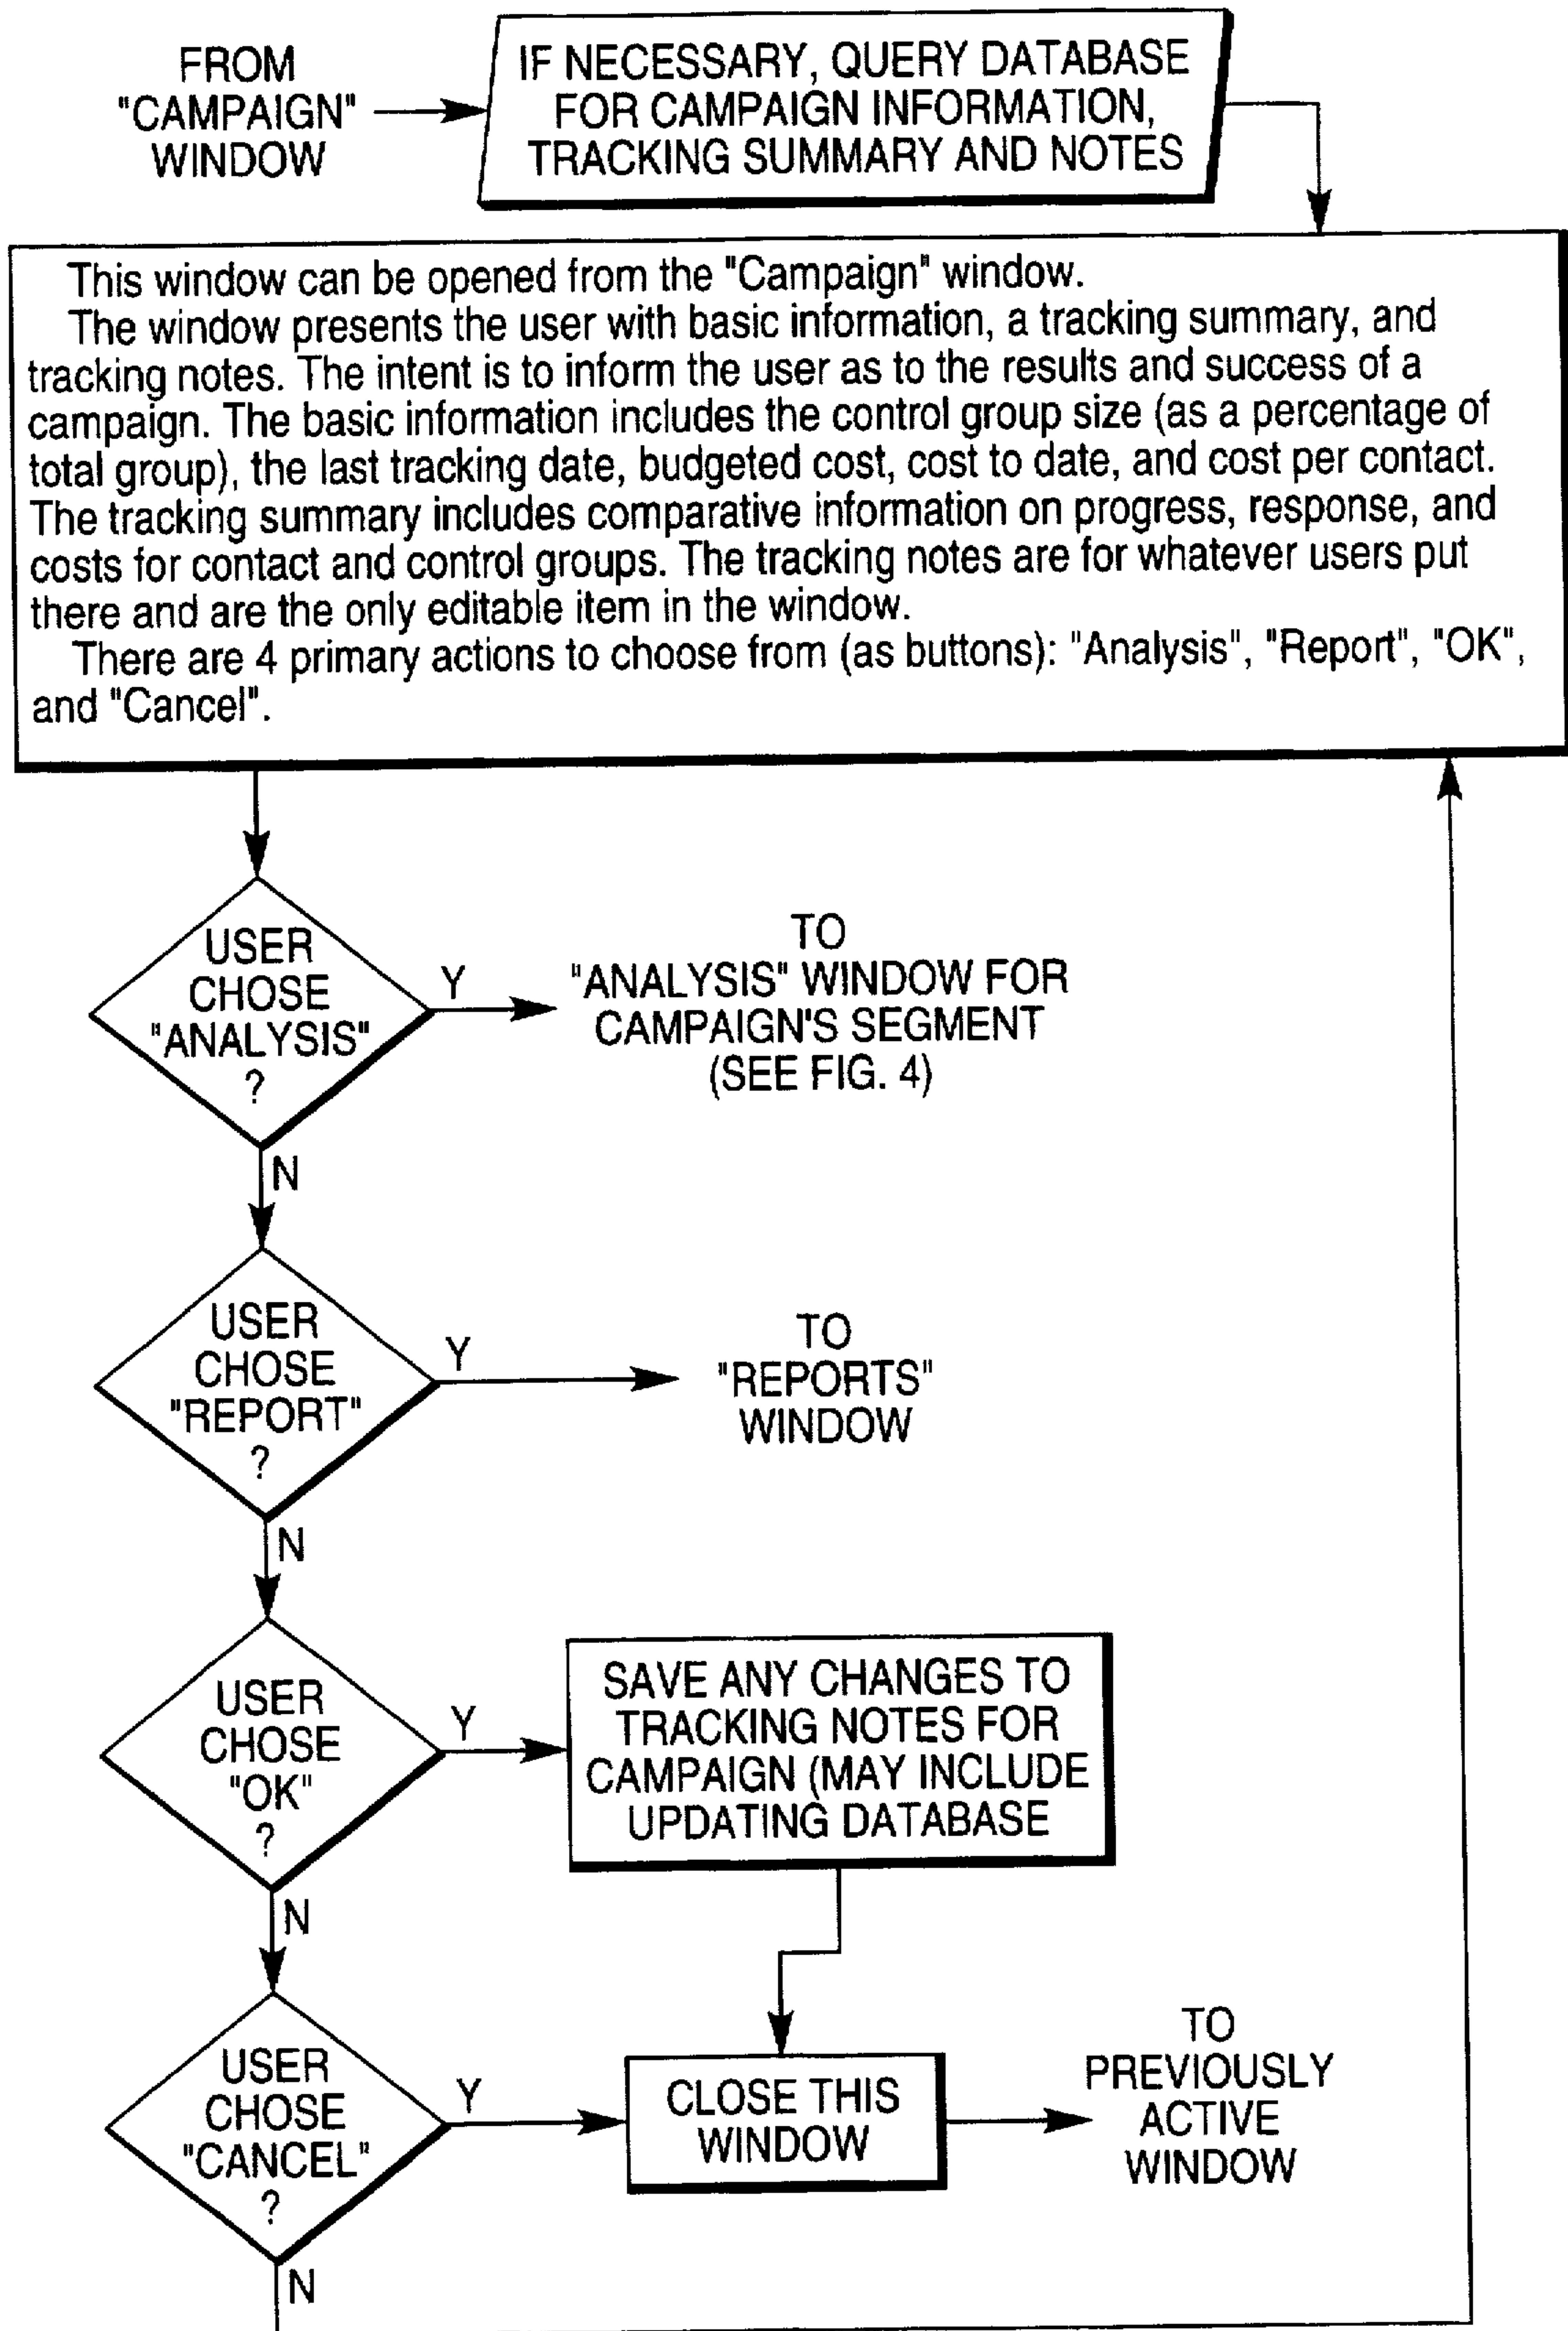 FROM
"CAMPAIGN"
WINDOW
IF NECESSARY, QUERY DATABASE
FOR CAMPAIGN INFORMATION,
TRACKING SUMMARY AND NOTES
This window can be opened from the "Campaign" window.
The window presents the user with basic information, a tracking summary, and
tracking notes. The intent is to inform the user as to the results and success of a
campaign. The basic information includes the control group size (as a percentage of
total group), the last tracking date, budgeted cost, cost to date, and cost per contact.
The tracking summary includes comparative information on progress, response, and
costs for contact and control groups. The tracking notes are for whatever users put
there and are the only editable item in the window.
There are 4 primary actions to choose from (as buttons): "Analysis", "Report", "OK",
and "Cancel".
USER
CHOSE
"ANALYSIS"
?
Y
TO
"ANALYSIS" WINDOW FOR
CAMPAIGN'S SEGMENT
(SEE FIG. 4)
N
USER
CHOSE
"REPORT"
?
Y
TO
"REPORTS"
WINDOW
N
USER
CHOSE
"OK"
?
Y
SAVE ANY CHANGES TO
TRACKING NOTES FOR
CAMPAIGN (MAY INCLUDE
UPDATING DATABASE
N
USER
CHOSE
"CANCEL"
?
Y
CLOSE THIS
WINDOW
TO
PREVIOUSLY
ACTIVE
WINDOW
N